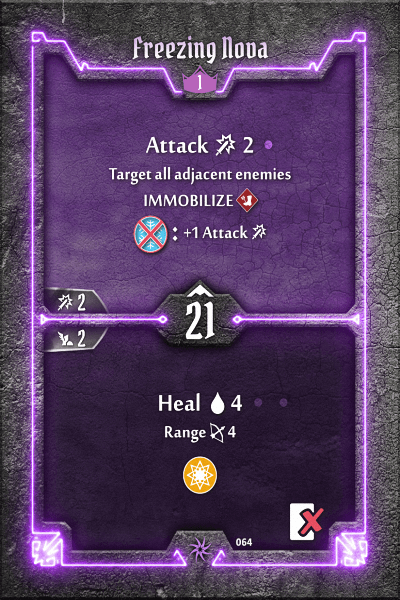 Freezing Nova
1
Attack 2
Target all adjacent enemies
IMMOBILIZE
: +1 Attack
2
21
2
Heal 4
Range 4
064